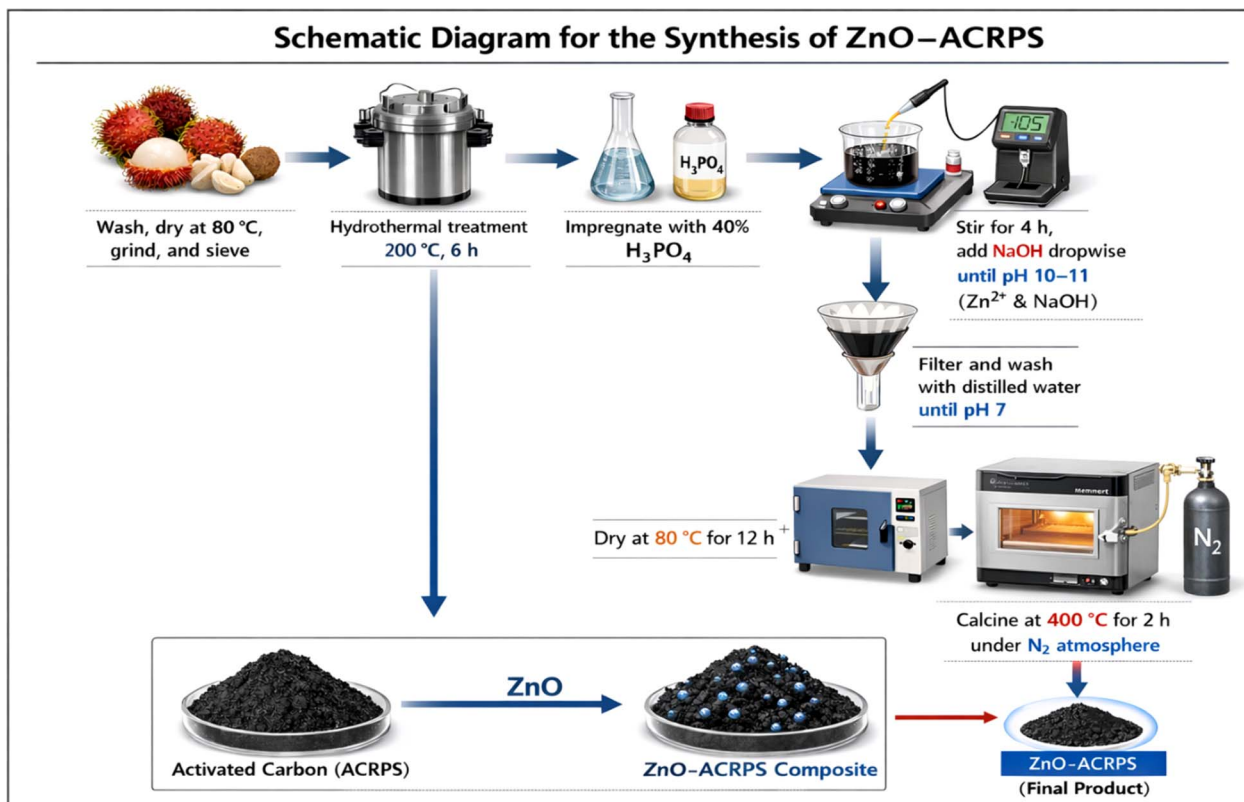 Schematic Diagram for the Synthesis of ZnO–ACRPS
H₃PO₄
-105
Wash, dry at 80 °C,
grind, and sieve
Hydrothermal treatment
200 °C, 6 h
Impregnate with 40%
H₃PO₄
Stir for 4 h,
add NaOH dropwise
until pH 10–11
(Zn²⁺ & NaOH)
Filter and wash
with distilled water
until pH 7
Dry at 80 °C for 12 h +
Memnert
N₂
Calcine at 400 °C for 2 h
under N₂ atmosphere
ZnO
Activated Carbon (ACRPS)
ZnO–ACRPS Composite
ZnO–ACRPS
(Final Product)